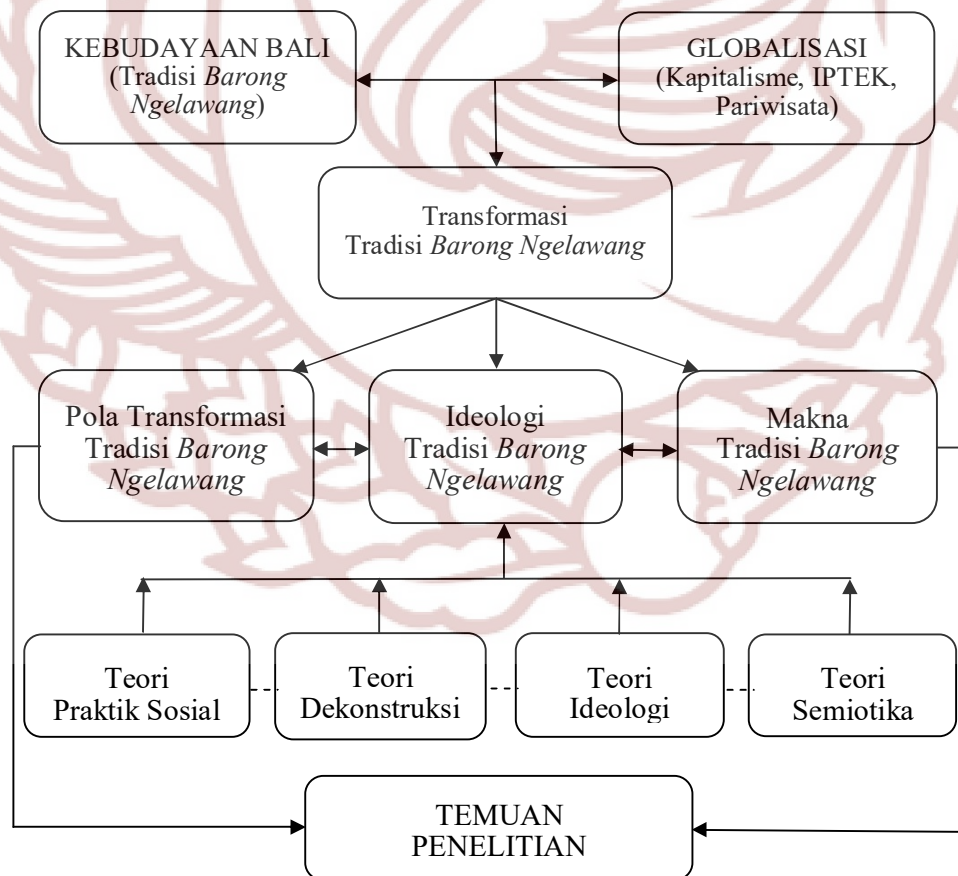 KEBUDAYAAN BALI
(Tradisi Barong
Ngelawang)
GLOBALISASI
(Kapitalisme, IPTEK,
Pariwisata)
Transformasi
Tradisi Barong Ngelawang
Pola Transformasi
Tradisi Barong
Ngelawang
Ideologi
Tradisi Barong
Ngelawang
Makna
Tradisi Barong
Ngelawang
Teori
Praktik Sosial
Teori
Dekonstruksi
Teori
Ideologi
Teori
Semiotika
TEMUAN
PENELITIAN